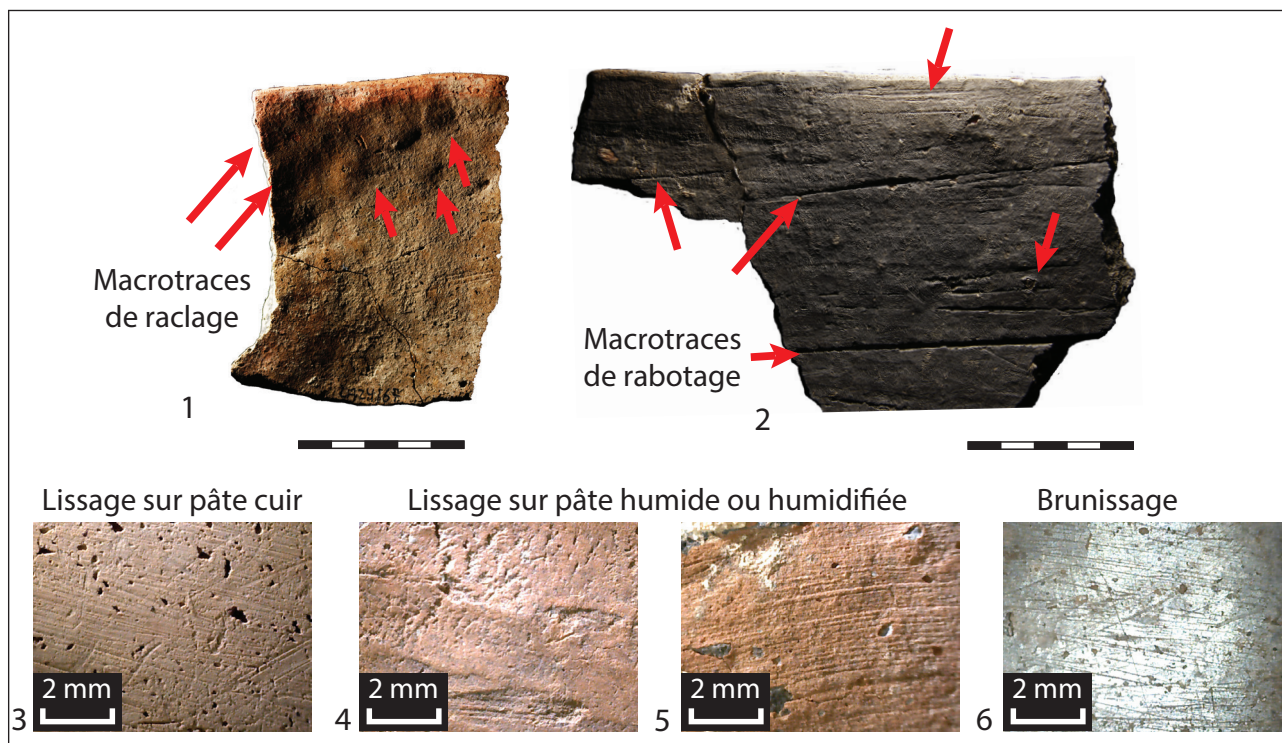 Macrotraces
de raclage
1
Macrotraces
de rabotage
2
Lissage sur pâte cuir
Lissage sur pâte humide ou humidifiée
Brunissage
2 mm
3
2 mm
4
2 mm
5
2 mm
6